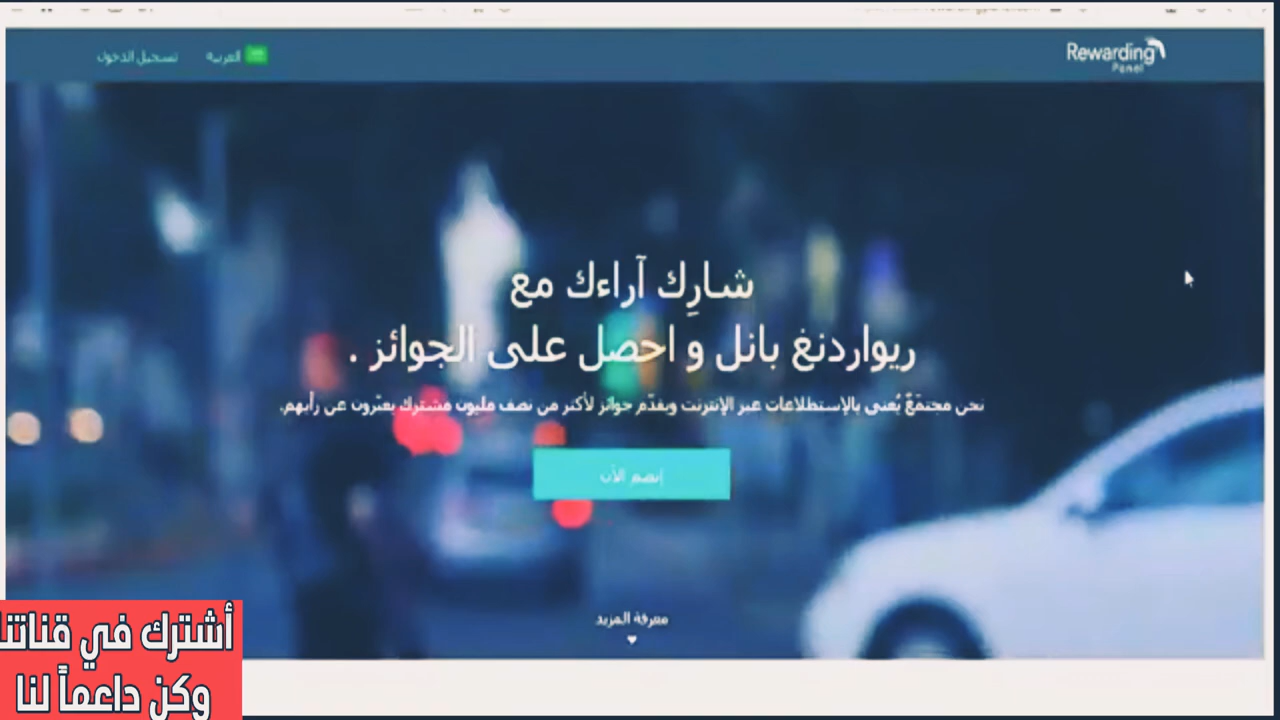 Rewarding
Panel
العربية
تسجيل الدخول
شارِك آراءك مع
ريواردنغ بانل و احصل على الجوائز .
نحن مجتمَعٌ يُعنى بالإستطلاعات عبر الإنترنت ويقدّم جوائز لأكثر من نصف مليون مشترك يعبّرون عن رأيهم.
إنضم الآن
معرفة المزيد
أشترك في قناتنا
وكن داعماً لنا